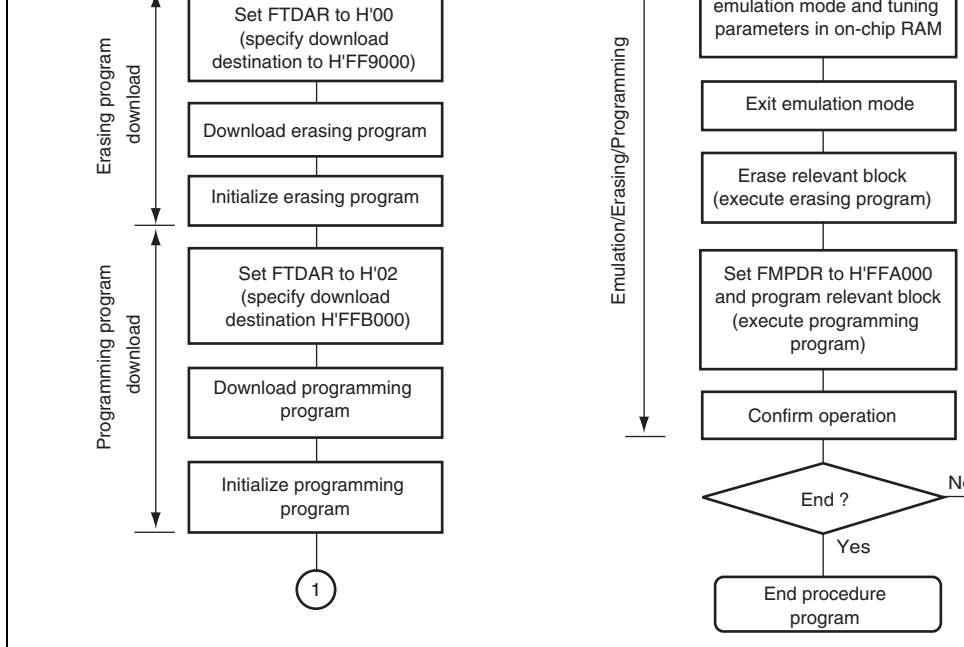 Erasing program
download
Set FTDAR to H'00
(specify download
destination to H'FF9000)
Download erasing program
Initialize erasing program
Programming program
download
Set FTDAR to H'02
(specify download
destination H'FFB000)
Download programming
program
Initialize programming
program
1
Emulation/Erasing/Programming
emulation mode and tuning
parameters in on-chip RAM
Exit emulation mode
Erase relevant block
(execute erasing program)
Set FMPDR to H'FFA000
and program relevant block
(execute programming
program)
Confirm operation
End ?
Yes
End procedure
program